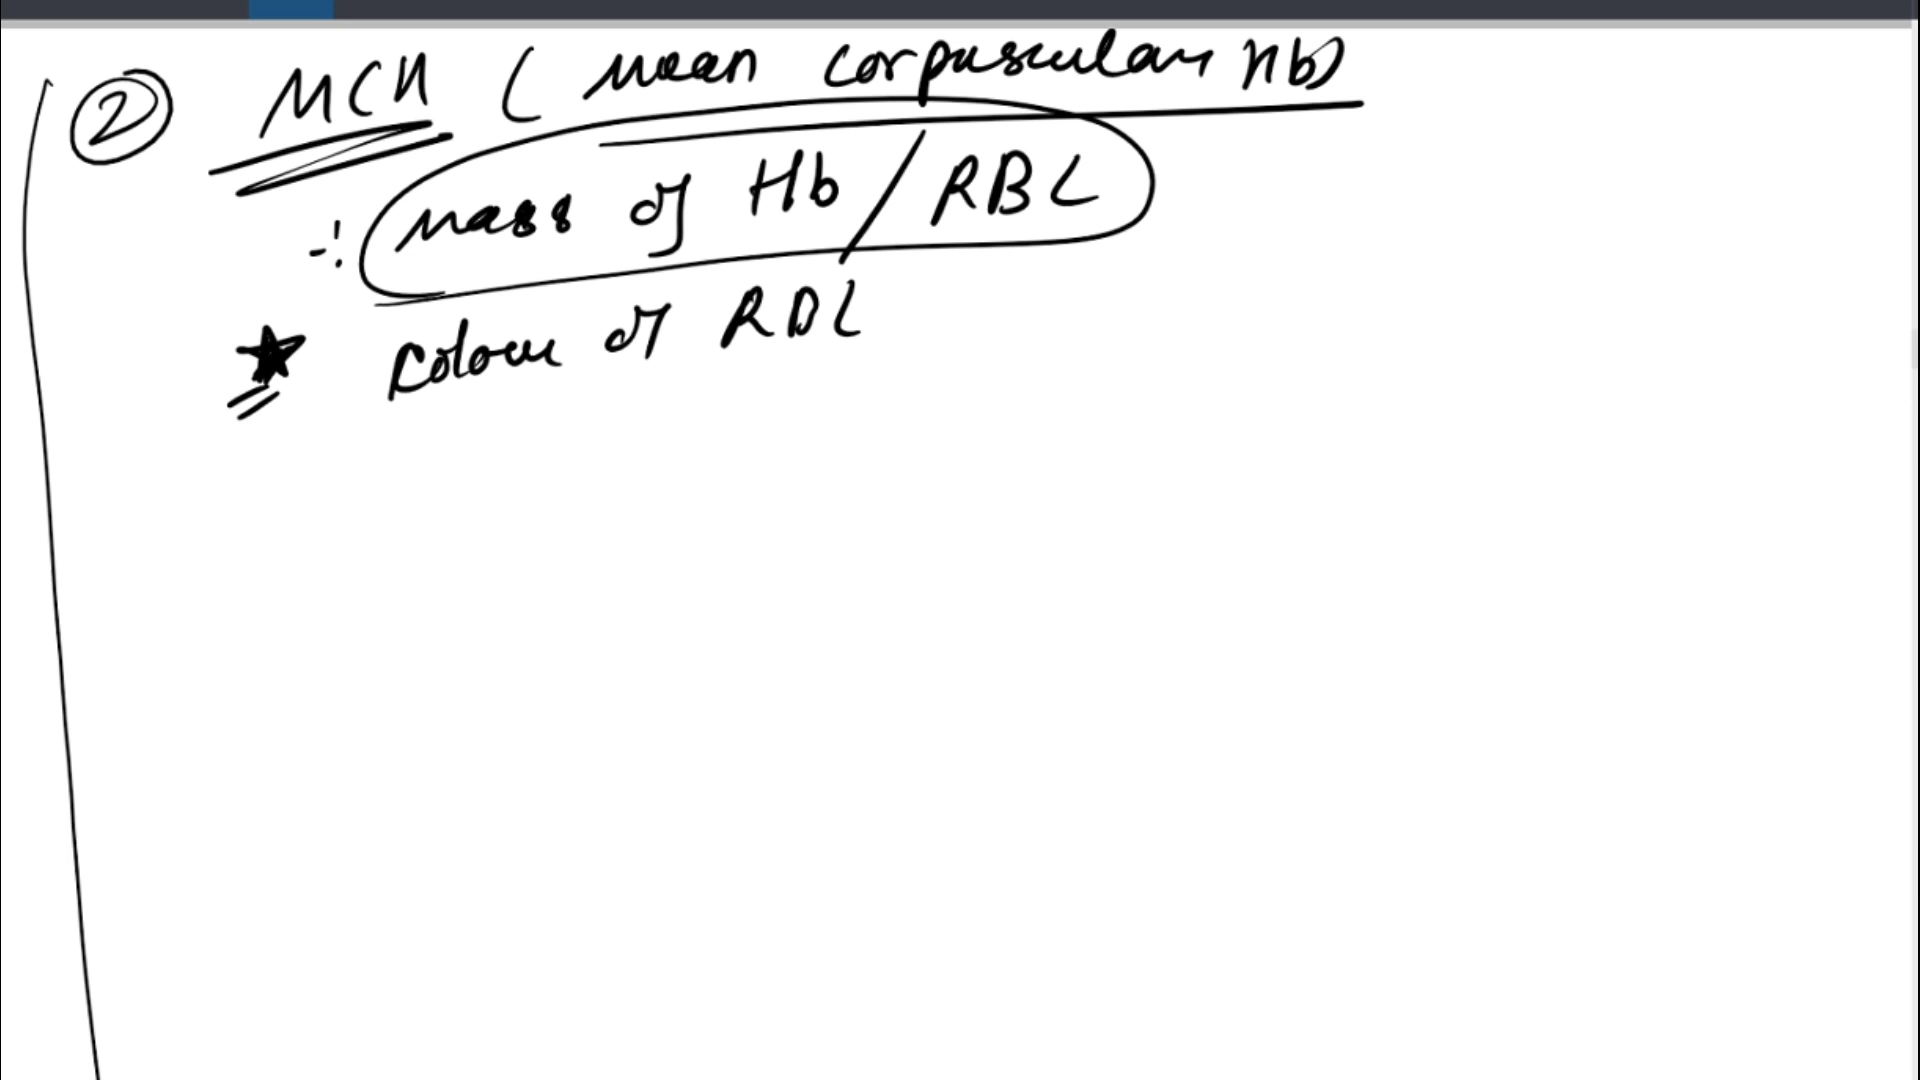 ② MCH (mean corpuscular Hb)
-: mass of Hb / RBC
★ colour of RBC